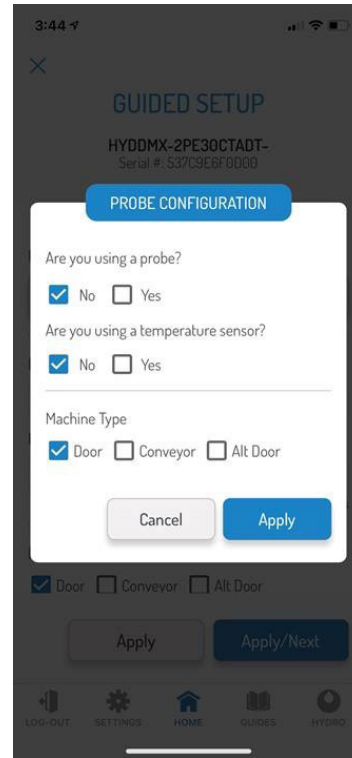 3:44
GUIDED SETUP
HYDDMX-2PE30CTADT-
Serial #: 537C9E6F0D00
PROBE CONFIGURATION
Are you using a probe?
No Yes
Are you using a temperature sensor?
No Yes
Machine Type
Door Conveyor Alt Door
Cancel Apply
Door Conveyor Alt Door
Apply Apply/Next
LOG-OUT SETTINGS HOME GUIDES HYDRO